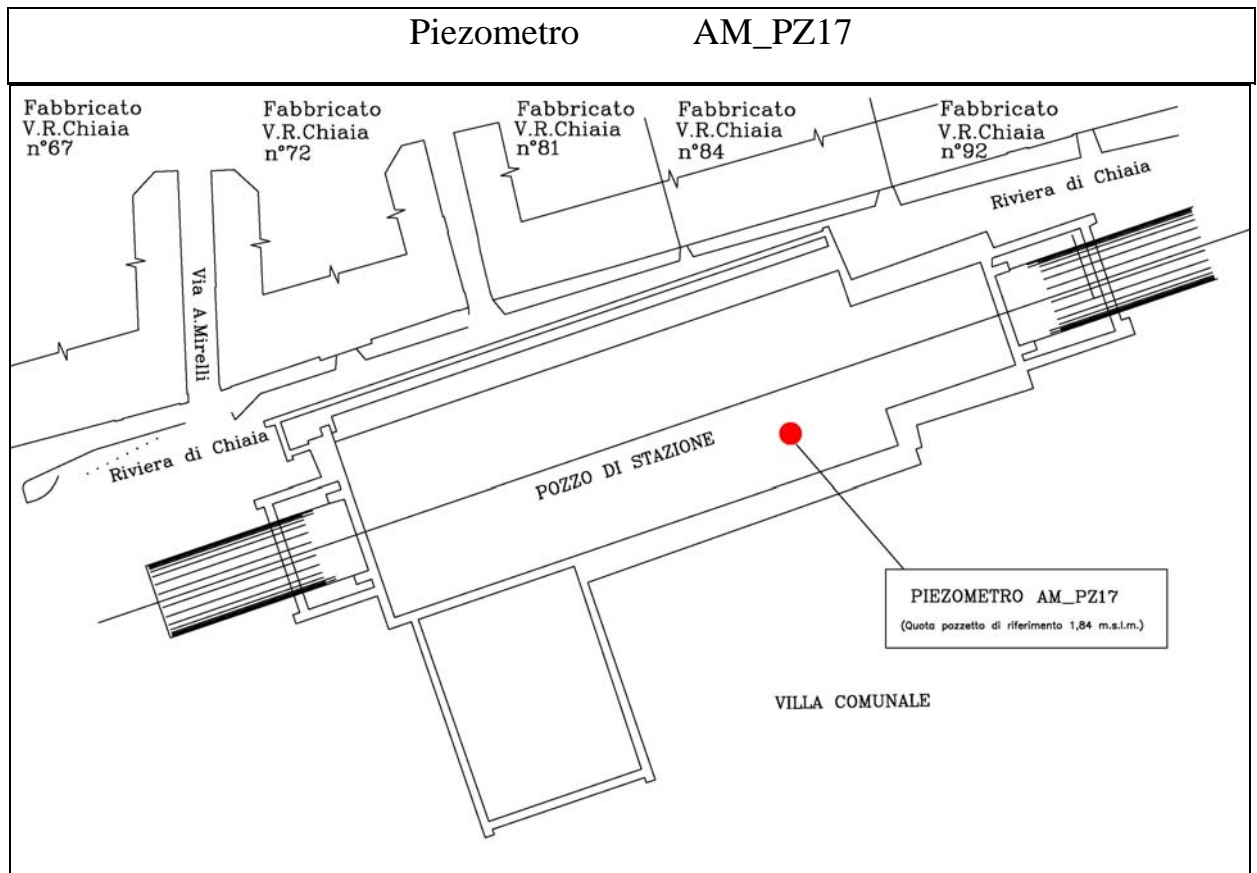 Piezometro AM_PZ17
Fabbricato
V.R.Chiaia
n°67
Fabbricato
V.R.Chiaia
n°72
Fabbricato
V.R.Chiaia
n°81
Fabbricato
V.R.Chiaia
n°84
Fabbricato
V.R.Chiaia
n°92
Riviera di Chiaia
Via A.Mirelli
Riviera di Chiaia
POZZO DI STAZIONE
PIEZOMETRO AM_PZ17
(Quota pozzetto di riferimento 1,84 m.s.l.m.)
VILLA COMUNALE